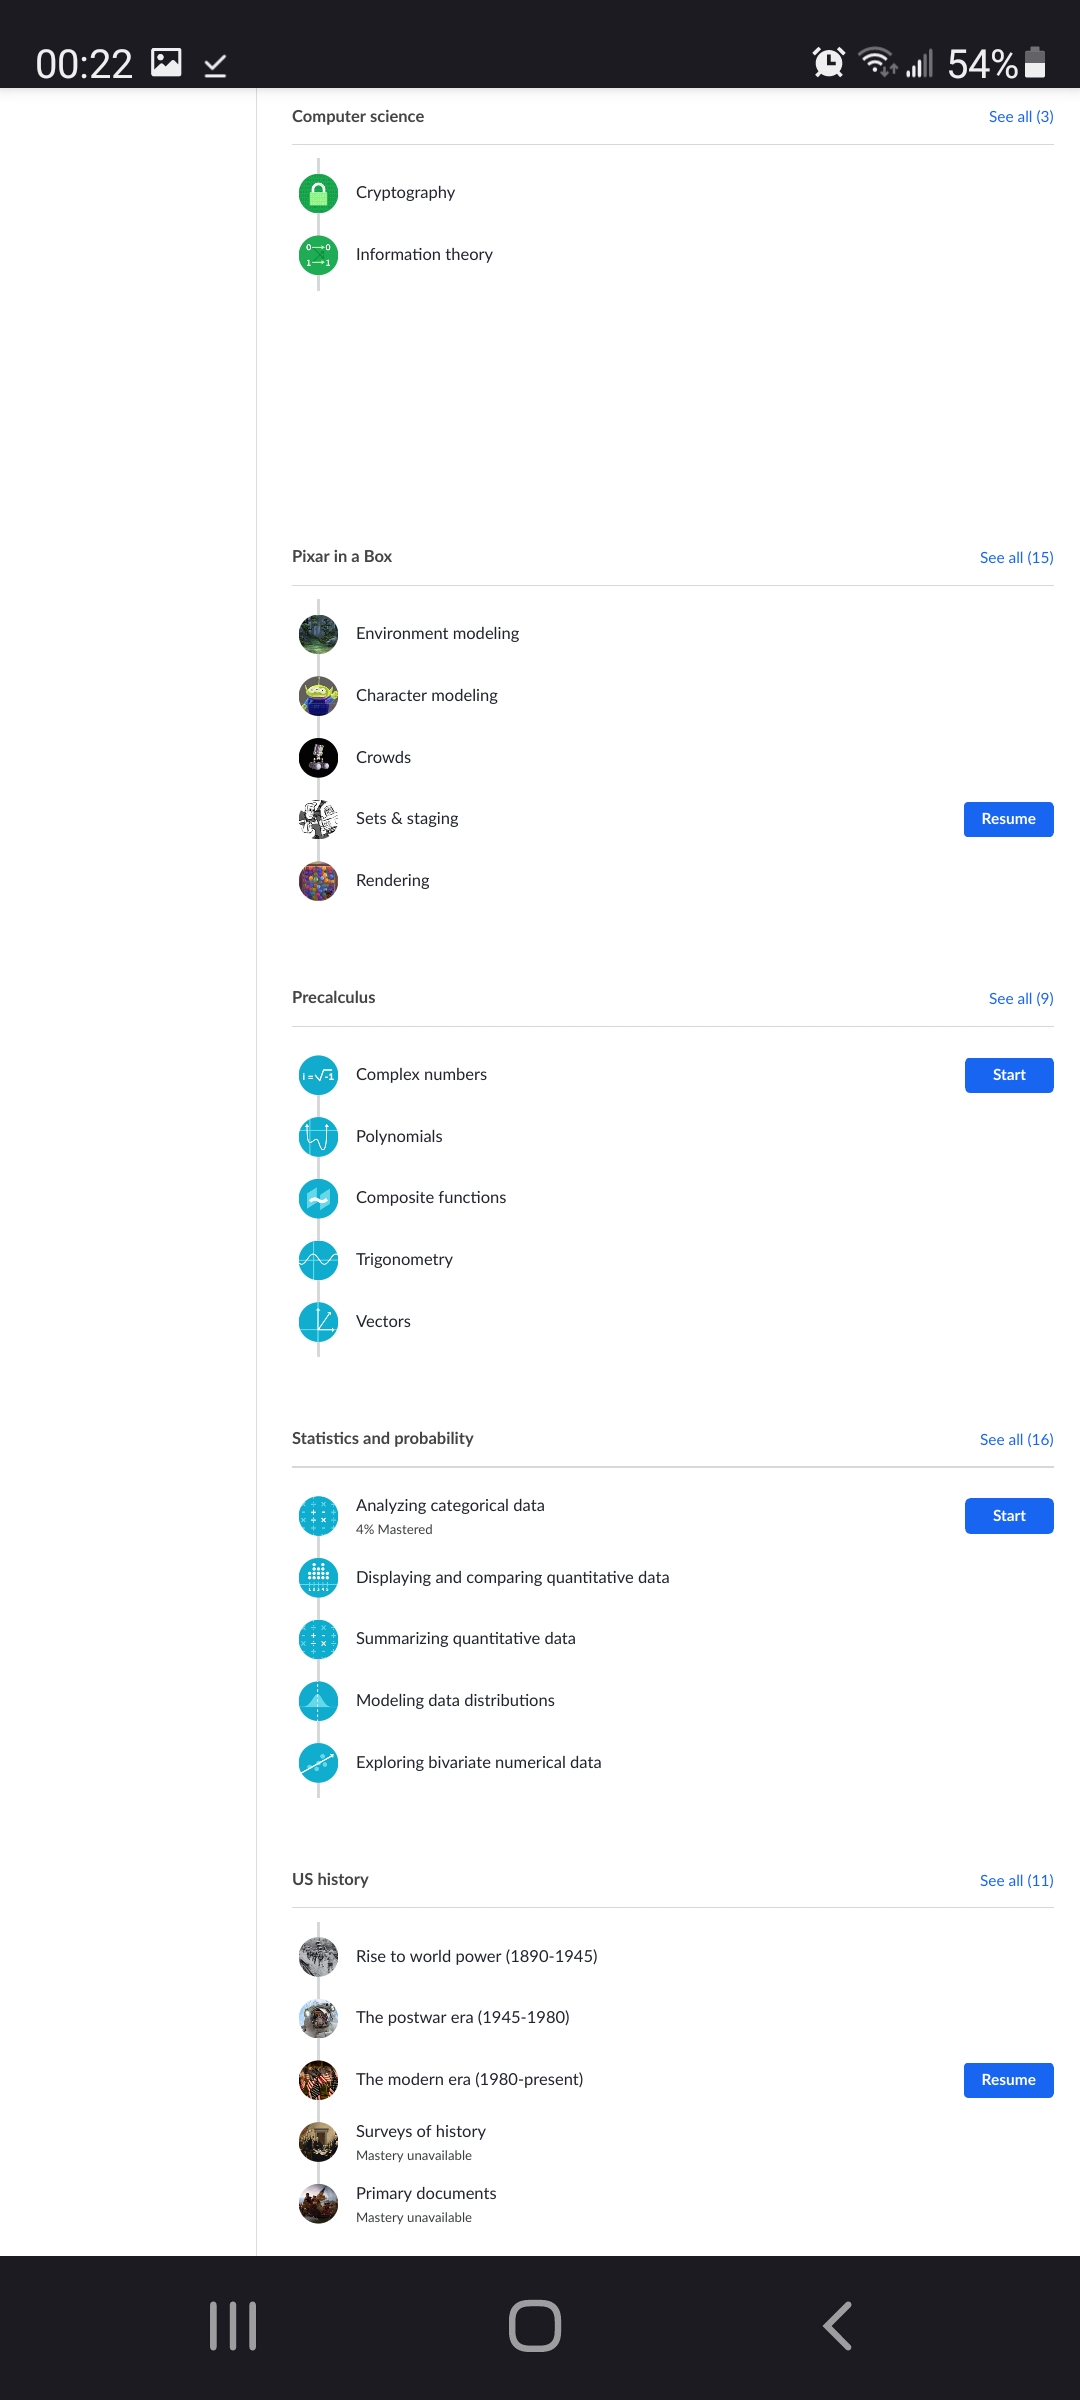 00:22
54%
Computer science
See all (3)
Cryptography
0→0
1→1
Information theory
Pixar in a Box
See all (15)
Environment modeling
Character modeling
Crowds
Sets & staging
Resume
Rendering
Precalculus
See all (9)
i=√-1
Complex numbers
Start
Polynomials
Composite functions
Trigonometry
Vectors
Statistics and probability
See all (16)
Analyzing categorical data
4% Mastered
Start
Displaying and comparing quantitative data
Summarizing quantitative data
Modeling data distributions
Exploring bivariate numerical data
US history
See all (11)
Rise to world power (1890-1945)
The postwar era (1945-1980)
The modern era (1980-present)
Resume
Surveys of history
Mastery unavailable
Primary documents
Mastery unavailable